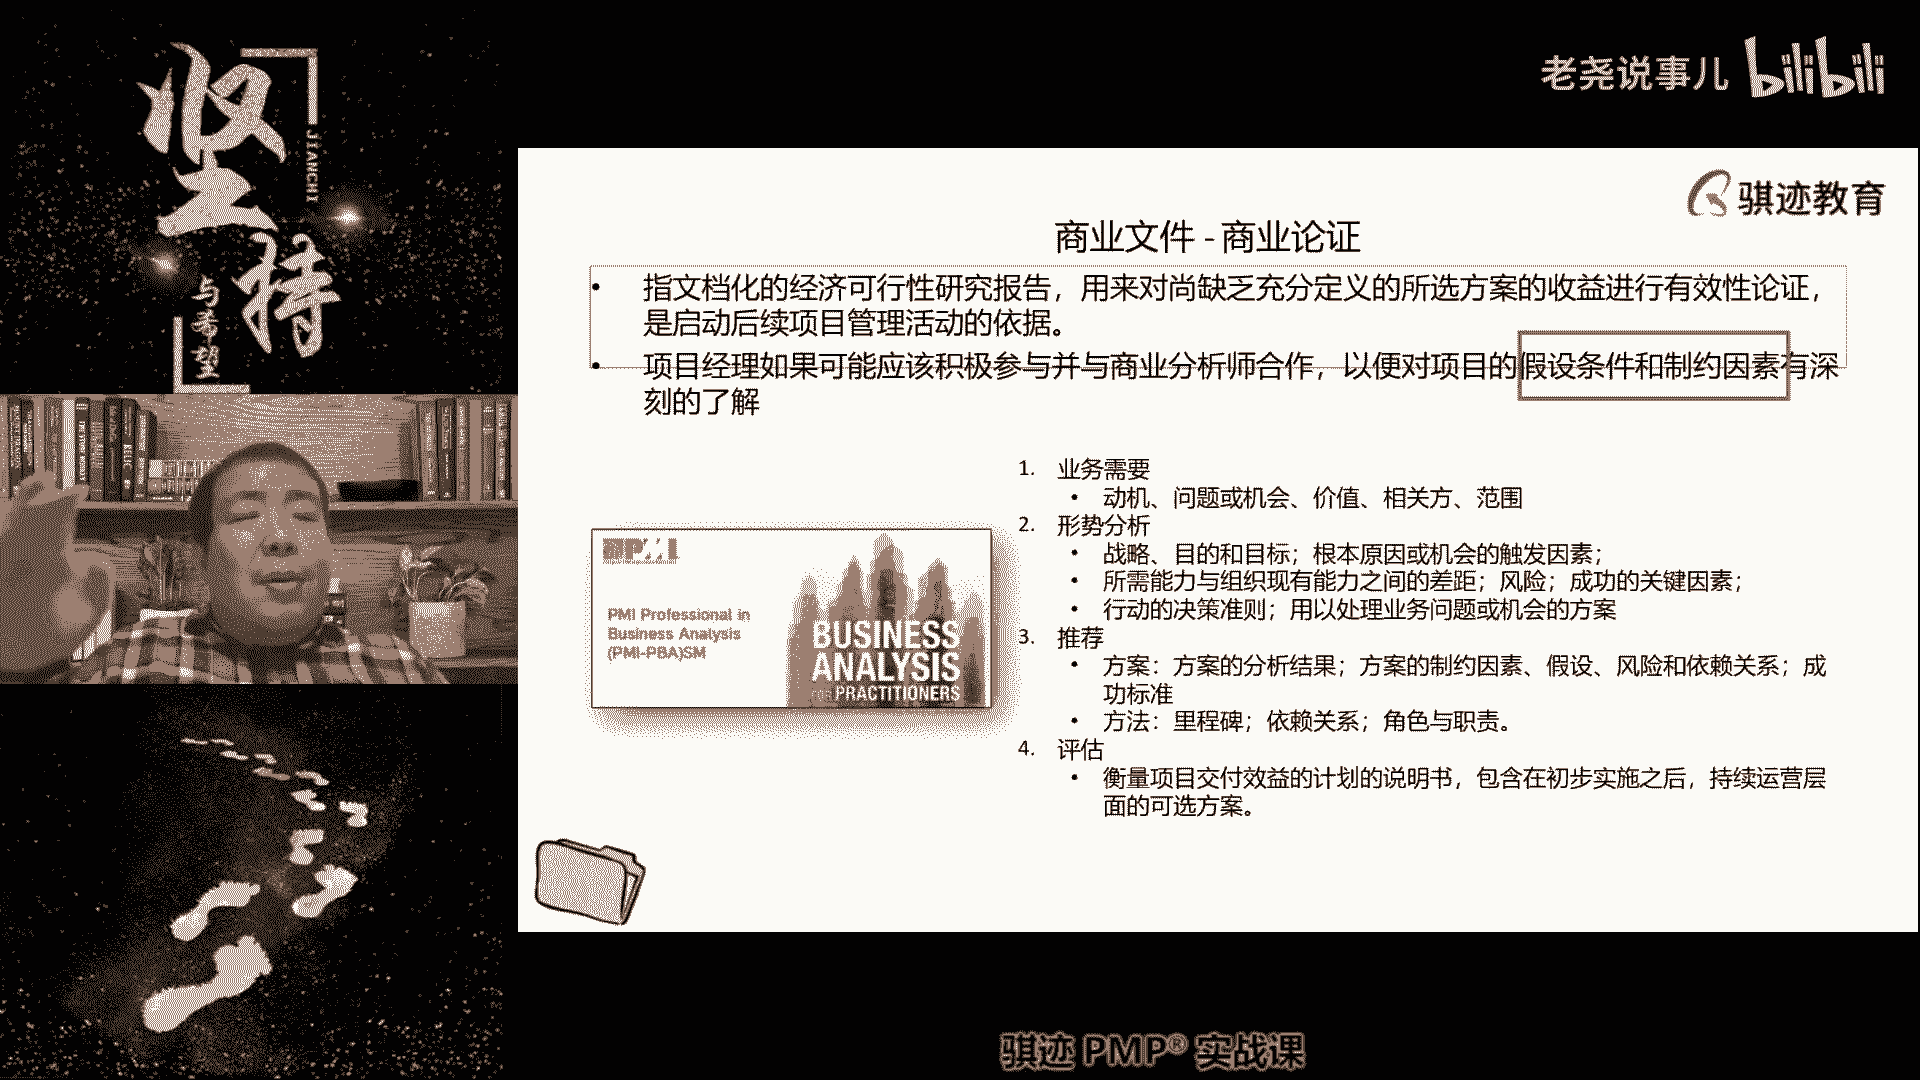 坚持
JIANCHI
与希望
老尧说事儿 bilibili
骐迹教育
商业文件 - 商业论证
• 指文档化的经济可行性研究报告，用来对尚缺乏充分定义的所选方案的收益进行有效性论证，
是启动后续项目管理活动的依据。
• 项目经理如果可能应该积极参与并与商业分析师合作，以便对项目的假设条件和制约因素有深
刻的了解
PMI
PMI Professional in
Business Analysis
(PMI-PBA)SM
BUSINESS
ANALYSIS
FOR PRACTITIONERS
1. 业务需要
• 动机、问题或机会、价值、相关方、范围
2. 形势分析
• 战略、目的和目标；根本原因或机会的触发因素；
• 所需能力与组织现有能力之间的差距；风险；成功的关键因素；
• 行动的决策准则；用以处理业务问题或机会的方案
3. 推荐
• 方案：方案的分析结果；方案的制约因素、假设、风险和依赖关系；成
功标准
• 方法：里程碑；依赖关系；角色与职责。
4. 评估
• 衡量项目交付效益的计划的说明书，包含在初步实施之后，持续运营层
面的可选方案。
骐迹 PMP® 实战课